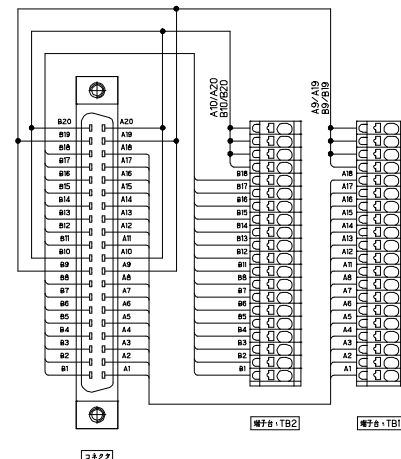 A10/A20
B10/B20
A9/A19
B9/B19
B20 A20
B19 A19
B18 A18
B17 A17
B16 A16
B15 A15
B14 A14
B13 A13
B12 A12
B11 A11
B10 A10
B9 A9
B8 A8
B7 A7
B6 A6
B5 A5
B4 A4
B3 A3
B2 A2
B1 A1
コネクタ
B18
B17
B16
B15
B14
B13
B12
B11
B8
B7
B6
B5
B4
B3
B2
B1
端子台：TB2
A18
A17
A16
A15
A14
A13
A12
A11
A8
A7
A6
A5
A4
A3
A2
A1
端子台：TB1